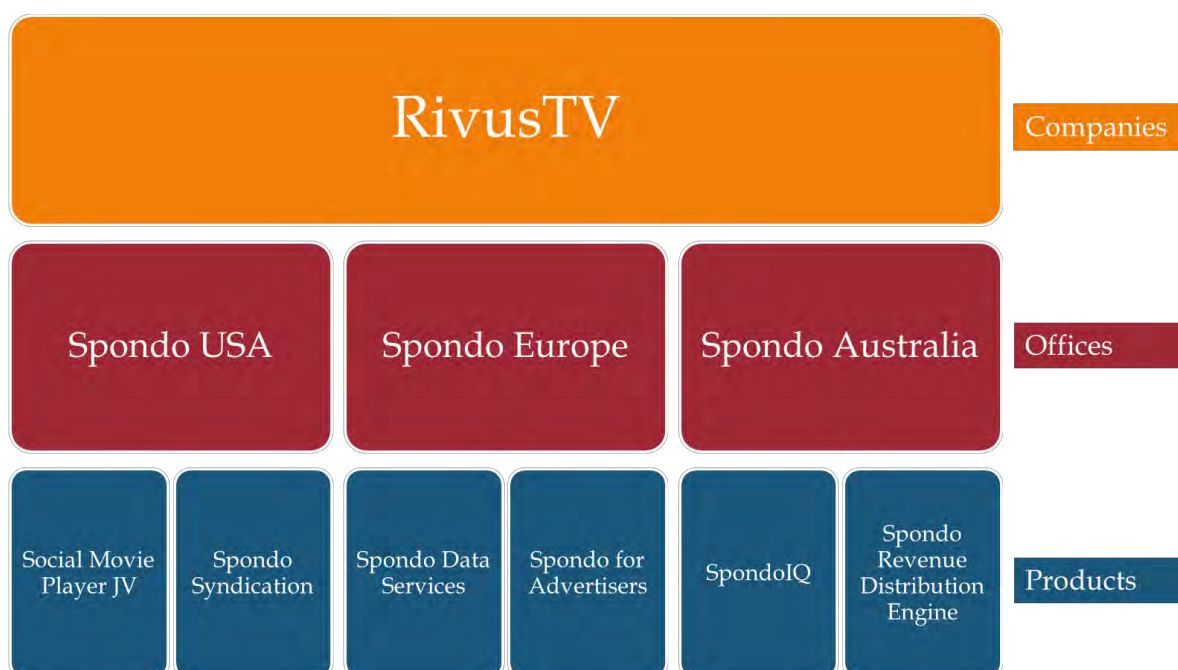 RivusTV
Companies
Spondo USA
Spondo Europe
Spondo Australia
Offices
Social Movie
Player JV
Spondo
Syndication
Spondo Data
Services
Spondo for
Advertisers
SpondoIQ
Spondo
Revenue
Distribution
Engine
Products